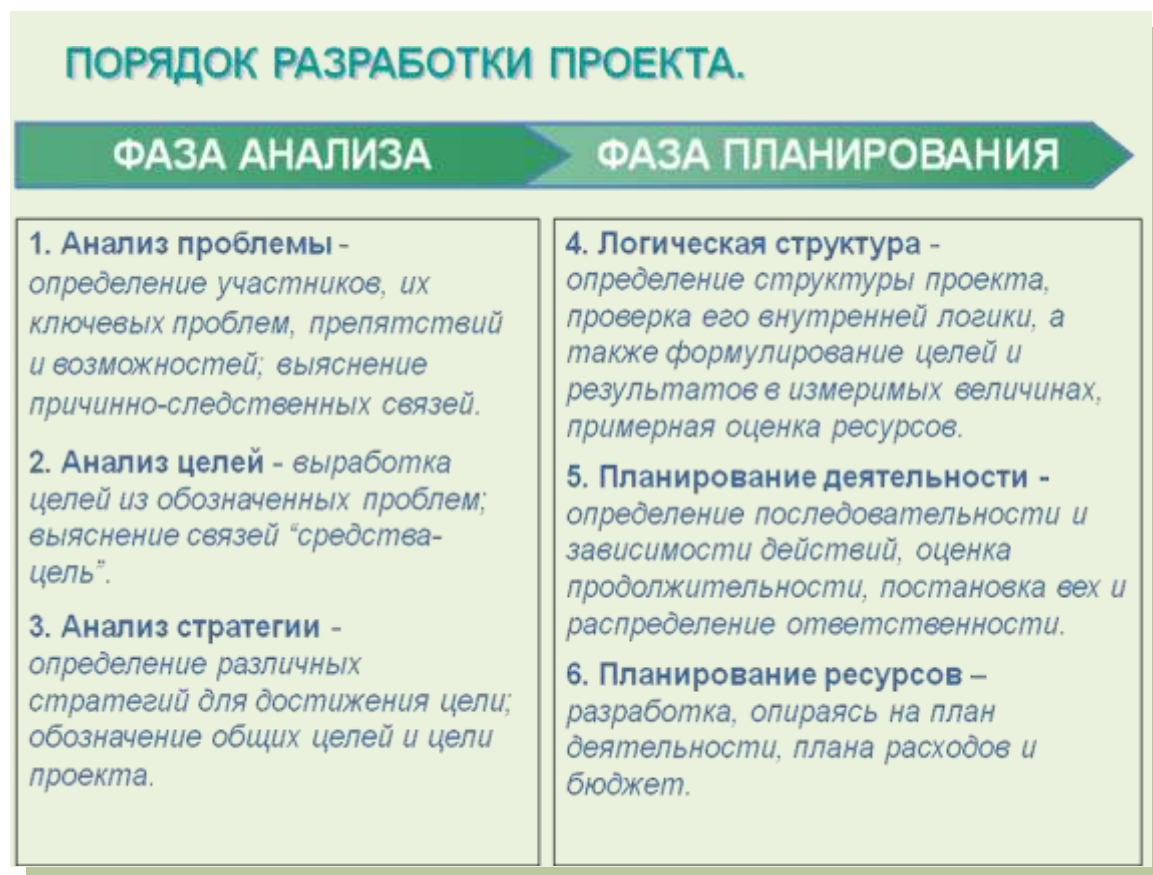 ПОРЯДОК РАЗРАБОТКИ ПРОЕКТА.
ФАЗА АНАЛИЗА
ФАЗА ПЛАНИРОВАНИЯ
1. Анализ проблемы -
определение участников, их
ключевых проблем, препятствий
и возможностей; выяснение
причинно-следственных связей.
2. Анализ целей - выработка
целей из обозначенных проблем;
выяснение связей “средства-
цель”.
3. Анализ стратегии -
определение различных
стратегий для достижения цели;
обозначение общих целей и цели
проекта.
4. Логическая структура -
определение структуры проекта,
проверка его внутренней логики, а
также формулирование целей и
результатов в измеримых величинах,
примерная оценка ресурсов.
5. Планирование деятельности -
определение последовательности и
зависимости действий, оценка
продолжительности, постановка вех и
распределение ответственности.
6. Планирование ресурсов –
разработка, опираясь на план
деятельности, плана расходов и
бюджет.